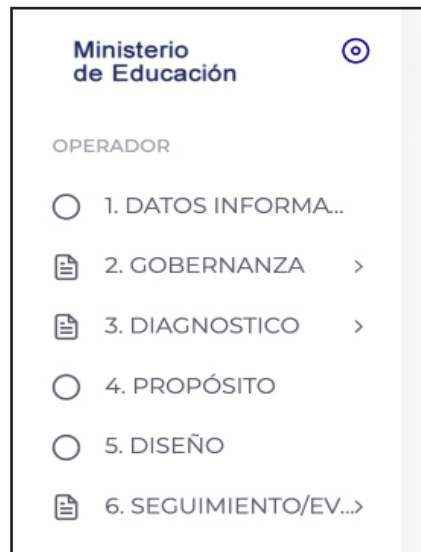 Ministerio
de Educación
OPERADOR
1. DATOS INFORMA...
2. GOBERNANZA
3. DIAGNOSTICO
4. PROPÓSITO
5. DISEÑO
6. SEGUIMIENTO/EV...